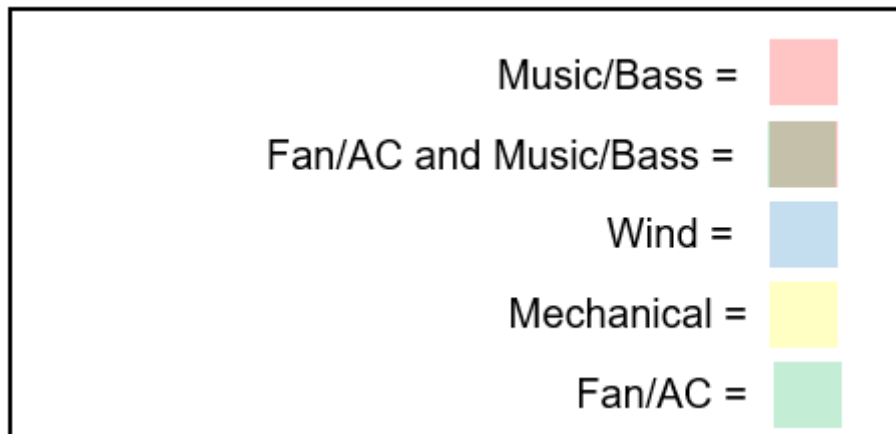 Music/Bass =
Fan/AC and Music/Bass =
Wind =
Mechanical =
Fan/AC =